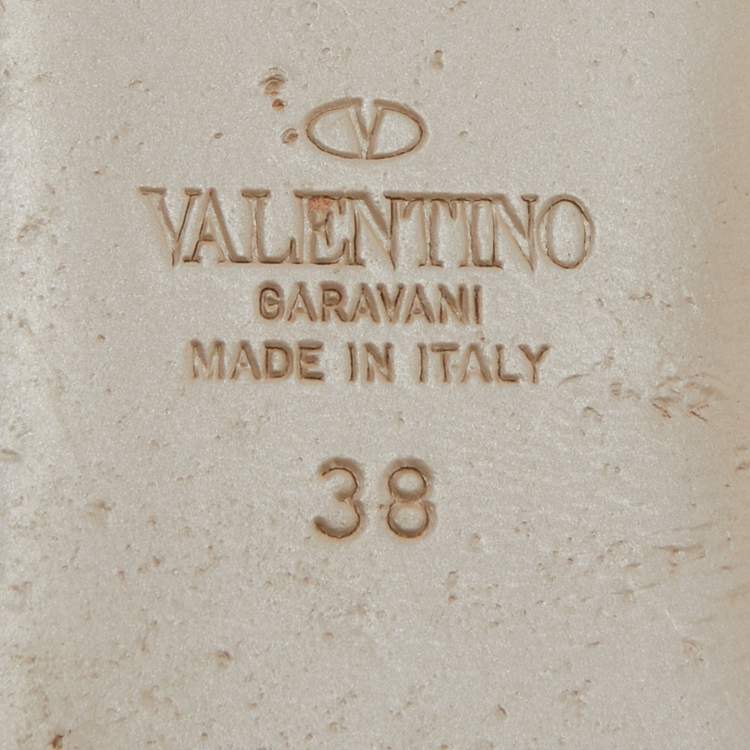 VALENTINO
GARAVANI
MADE IN ITALY
38